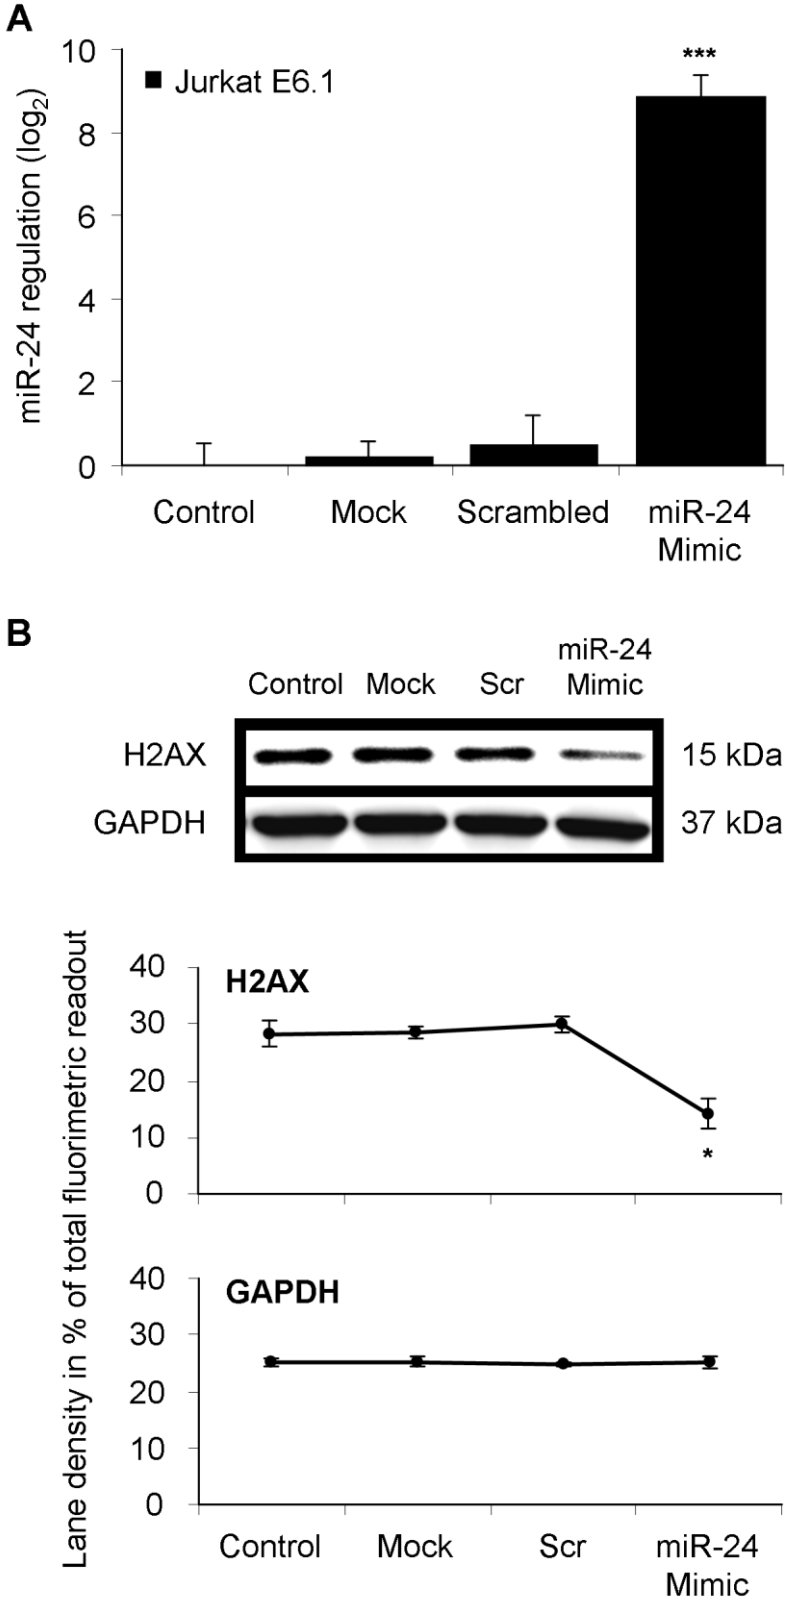 A
miR-24 regulation (log2)
10
8
6
4
2
0
■ Jurkat E6.1
***
Control Mock Scrambled miR-24
Mimic
B
miR-24
Control Mock Scr Mimic
H2AX 15 kDa
GAPDH 37 kDa
Lane density in % of total fluorimetric readout
40
30
20
10
0
H2AX
*
40
30
20
10
0
GAPDH
Control Mock Scr miR-24
Mimic